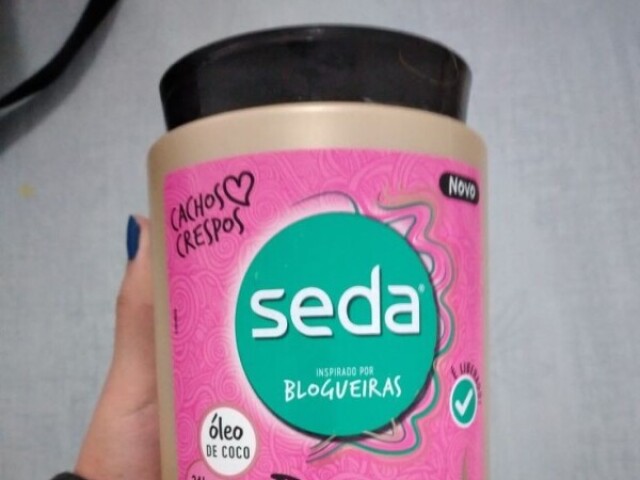 NOVO
CACHOS
CRESPOS
seda
INSPIRADO POR
BLOGUEIRAS
óleo
DE COCO